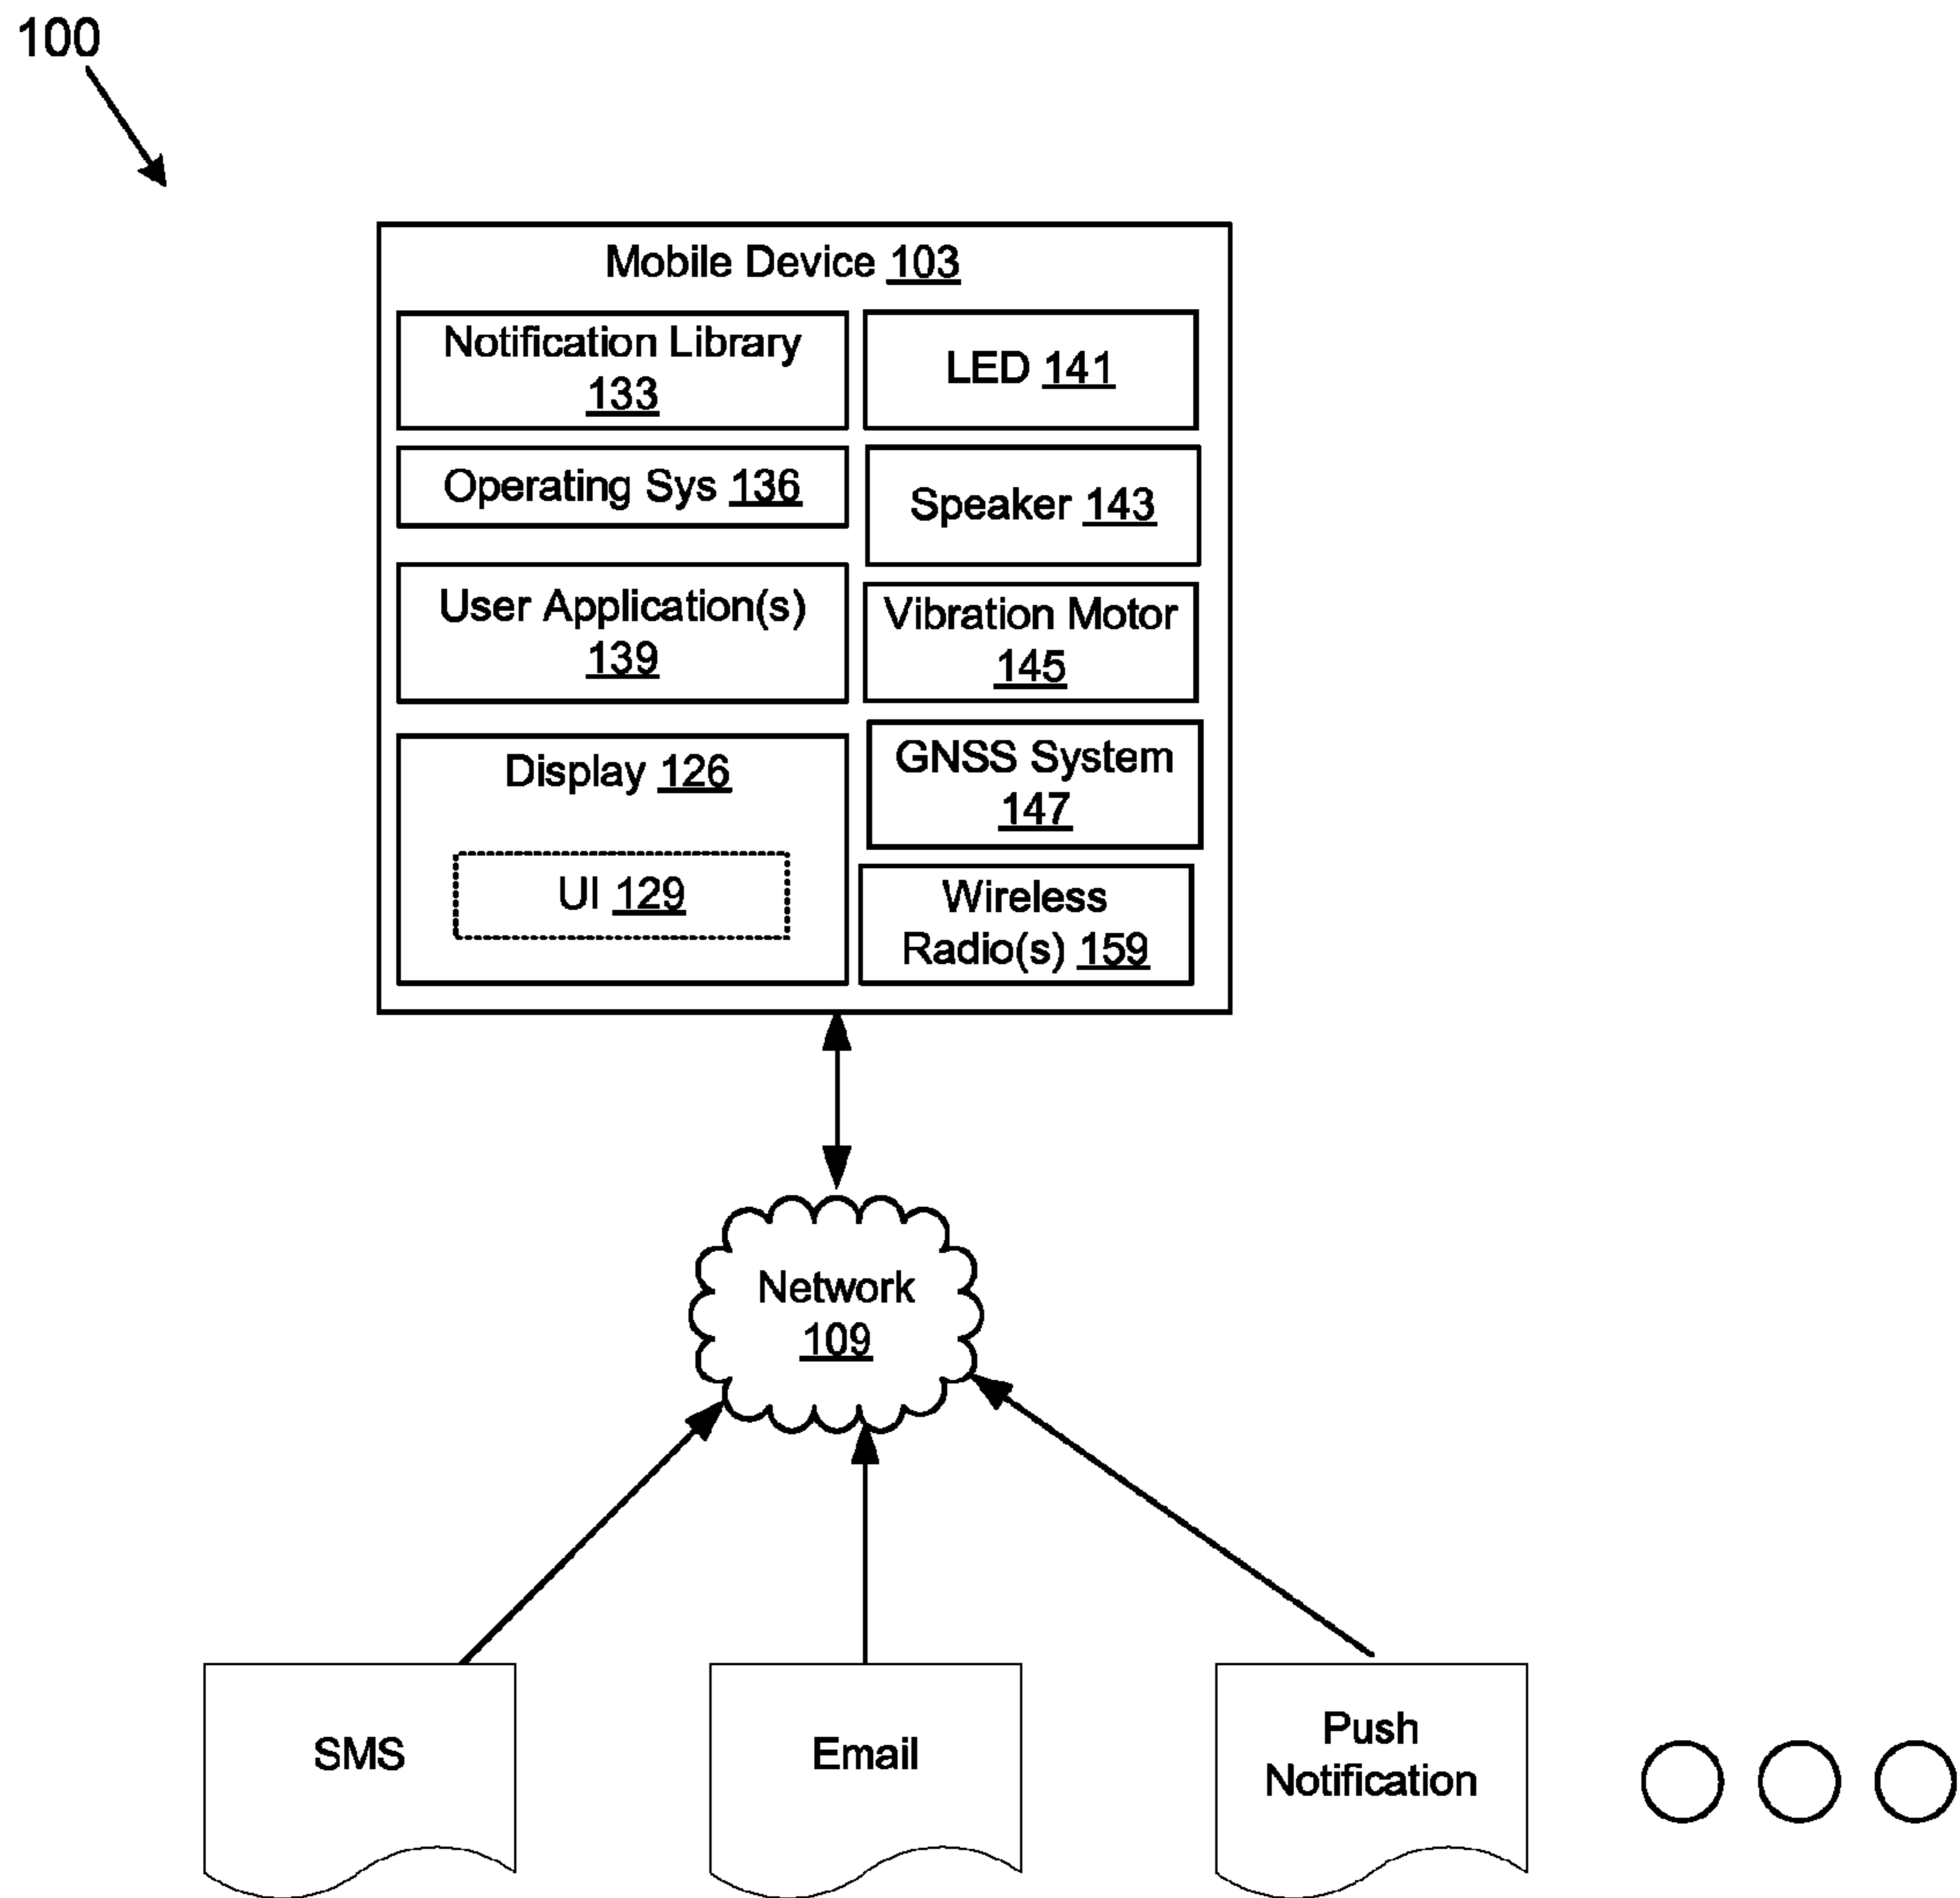 100
Mobile Device 103
Notification Library
133
Operating Sys 136
User Application(s)
139
Display 126
UI 129
LED 141
Speaker 143
Vibration Motor
145
GNSS System
147
Wireless
Radio(s) 159
Network
109
SMS
Email
Push
Notification